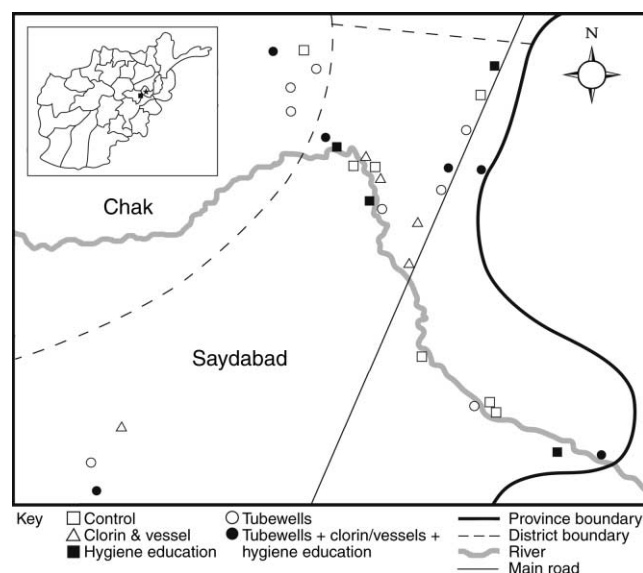 N
Chak
Saydabad
Key
Control
Clorin & vessel
Hygiene education
Tubewells
Tubewells + clorin/vessels +
hygiene education
Province boundary
District boundary
River
Main road